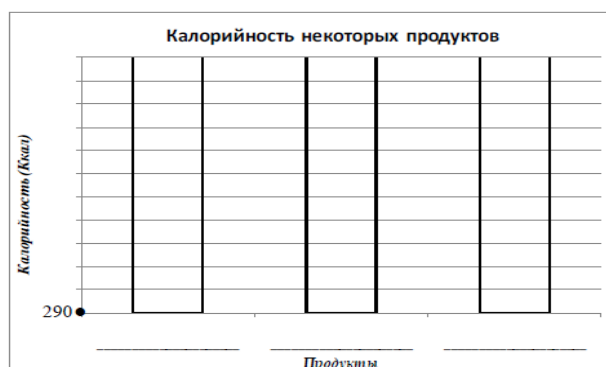 Калорийность некоторых продуктов
Калорийность (Ккал)
290
Продукты